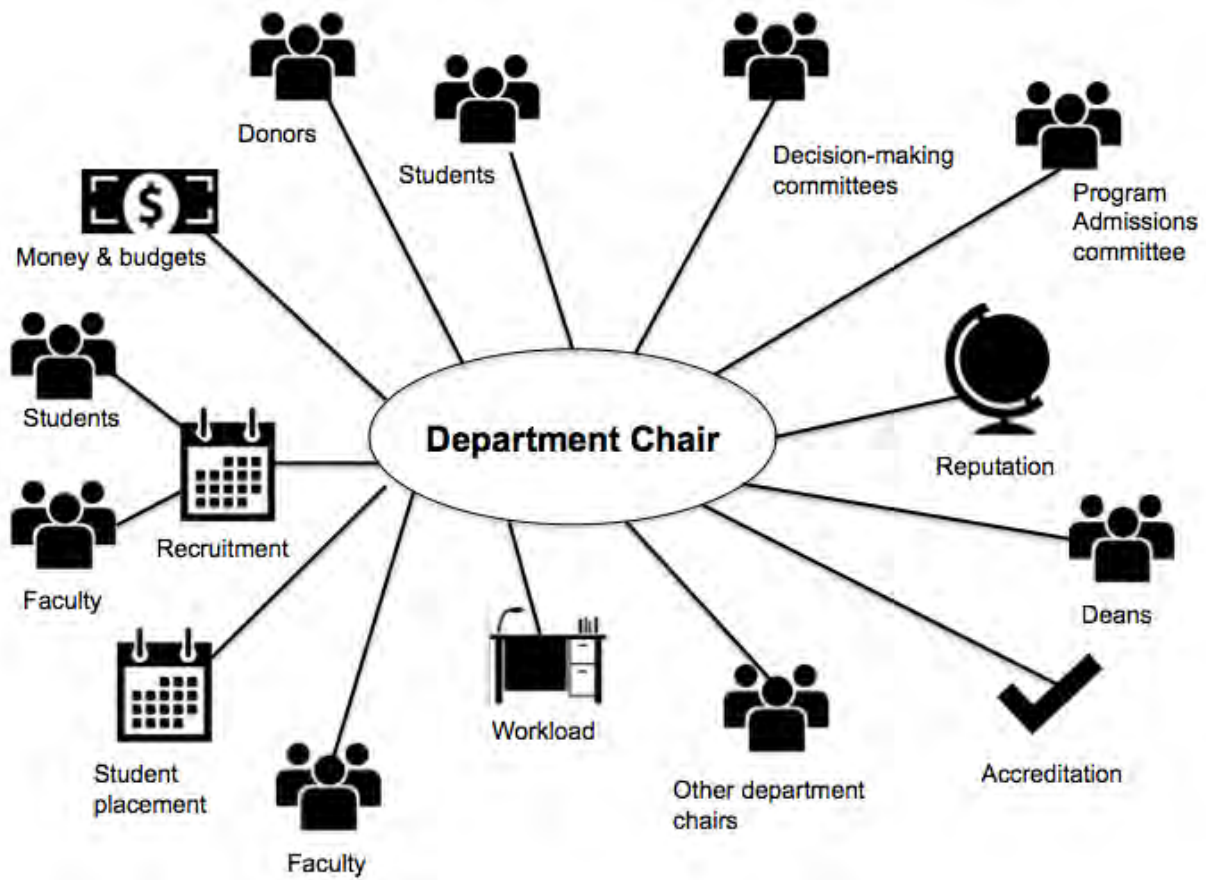 Donors
Students
Decision-making
committees
Program
Admissions
committee
$
Money & budgets
Students
Department Chair
Reputation
Recruitment
Faculty
Deans
Student
placement
Workload
Other department
chairs
Accreditation
Faculty